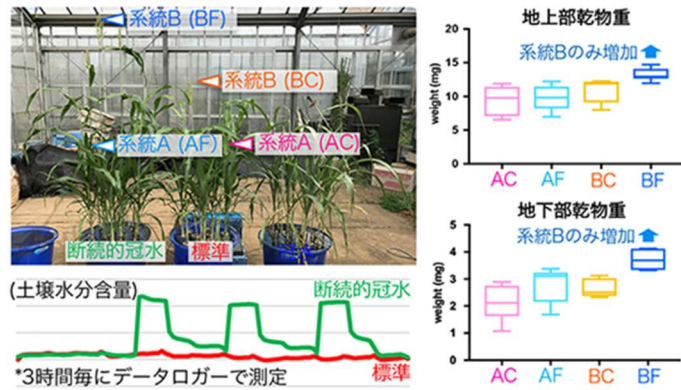 系統B (BF)
系統B (BC)
系統A (AF)
系統A (AC)
断続的冠水
標準
冠水
(土壌水分含量)
断続的冠水
標準
*3時間毎にデータロガーで測定
地上部乾物重
系統Bのみ増加
weight (mg)
20
15
10
5
0
AC AF BC BF
地下部乾物重
系統Bのみ増加
weight (mg)
5
4
3
2
1
0
AC AF BC BF